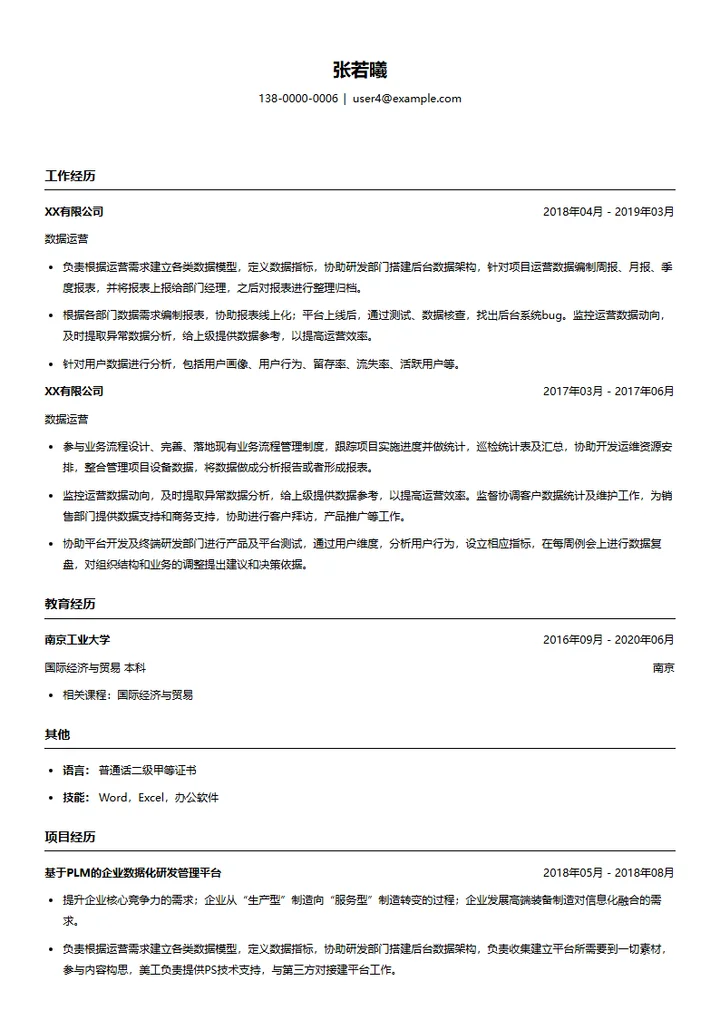 张若曦
138-0000-0006 | user4@example.com
工作经历
XX有限公司 2018年04月 - 2019年03月
数据运营
• 负责根据运营需求建立各类数据模型，定义数据指标，协助研发部门搭建后台数据架构，针对项目运营数据编制周报、月报、季
度报表，并将报表上报给部门经理，之后对报表进行整理归档。
• 根据各部门数据需求编制报表，协助报表线上化；平台上线后，通过测试、数据核查，找出后台系统bug。监控运营数据动向，
及时提取异常数据分析，给上级提供数据参考，以提高运营效率。
• 针对用户数据进行分析，包括用户画像、用户行为、留存率、流失率、活跃用户等。
XX有限公司 2017年03月 - 2017年06月
数据运营
• 参与业务流程设计、完善、落地现有业务流程管理制度，跟踪项目实施进度并做统计，巡检统计表及汇总，协助开发运维资源安
排，整合管理项目设备数据，将数据做成分析报告或者形成报表。
• 监控运营数据动向，及时提取异常数据分析，给上级提供数据参考，以提高运营效率。监督协调客户数据统计及维护工作，为销
售部门提供数据支持和商务支持，协助进行客户拜访，产品推广等工作。
• 协助平台开发及终端研发部门进行产品及平台测试，通过用户维度，分析用户行为，设立相应指标，在每周例会上进行数据复
盘，对组织结构和业务的调整提出建议和决策依据。
教育经历
南京工业大学 2016年09月 - 2020年06月
国际经济与贸易 本科 南京
• 相关课程：国际经济与贸易
其他
• 语言： 普通话二级甲等证书
• 技能： Word，Excel，办公软件
项目经历
基于PLM的企业数据化研发管理平台 2018年05月 - 2018年08月
• 提升企业核心竞争力的需求；企业从“生产型”制造向“服务型”制造转变的过程；企业发展高端装备制造对信息化融合的需
求。
• 负责根据运营需求建立各类数据模型，定义数据指标，协助研发部门搭建后台数据架构，负责收集建立平台所需要到一切素材，
参与内容构思，美工负责提供PS技术支持，与第三方对接建平台工作。